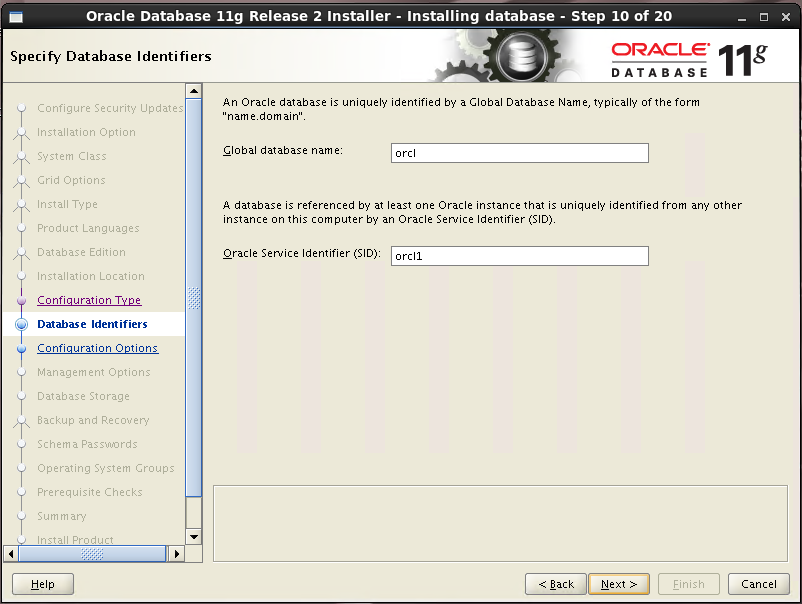 Oracle Database 11g Release 2 Installer - Installing database - Step 10 of 20
Specify Database Identifiers
ORACLE
DATABASE
11g
Configure Security Updates
Installation Option
System Class
Grid Options
Install Type
Product Languages
Database Edition
Installation Location
Configuration Type
Database Identifiers
Configuration Options
Management Options
Database Storage
Backup and Recovery
Schema Passwords
Operating System Groups
Prerequisite Checks
Summary
Install Product
An Oracle database is uniquely identified by a Global Database Name, typically of the form
"name.domain".
Global database name: orcl
A database is referenced by at least one Oracle instance that is uniquely identified from any other
instance on this computer by an Oracle Service Identifier (SID).
Oracle Service Identifier (SID): orcl1
Help < Back Next > Finish Cancel